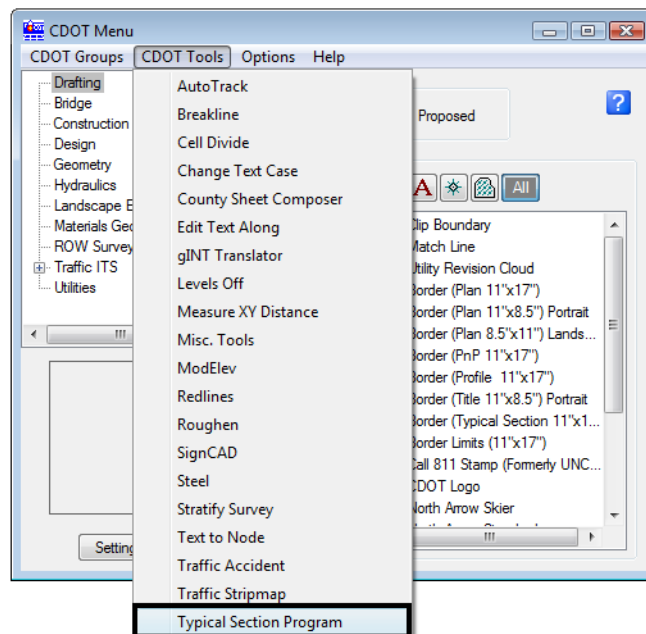 CDOT Menu
CDOT Groups CDOT Tools Options Help
Drafting
Bridge
Construction
Design
Geometry
Hydraulics
Landscape E
Materials Geo
ROW Survey
Traffic ITS
Utilities
AutoTrack
Breakline
Cell Divide
Change Text Case
County Sheet Composer
Edit Text Along
gINT Translator
Levels Off
Measure XY Distance
Misc. Tools
ModElev
Redlines
Roughen
SignCAD
Steel
Stratify Survey
Text to Node
Traffic Accident
Traffic Stripmap
Typical Section Program
Proposed
?
A All
Clip Boundary
Match Line
Utility Revision Cloud
Border (Plan 11"x17")
Border (Plan 11"x8.5") Portrait
Border (Plan 8.5"x11") Lands...
Border (PnP 11"x17")
Border (Profile 11"x17")
Border (Title 11"x8.5") Portrait
Border (Typical Section 11"x1...
Border Limits (11"x17")
Call 811 Stamp (Formerly UNC...
CDOT Logo
North Arrow Skier
Setting